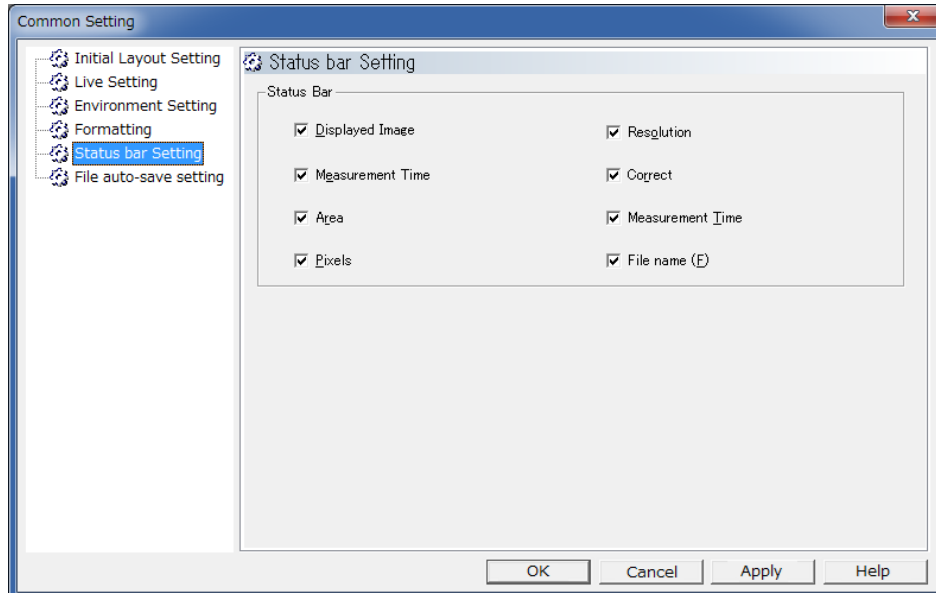 Common Setting
Initial Layout Setting
Live Setting
Environment Setting
Formatting
Status bar Setting
File auto-save setting
Status bar Setting
Status Bar
Displayed Image
Resolution
Measurement Time
Correct
Area
Measurement Time
Pixels
File name (F)
OK
Cancel
Apply
Help